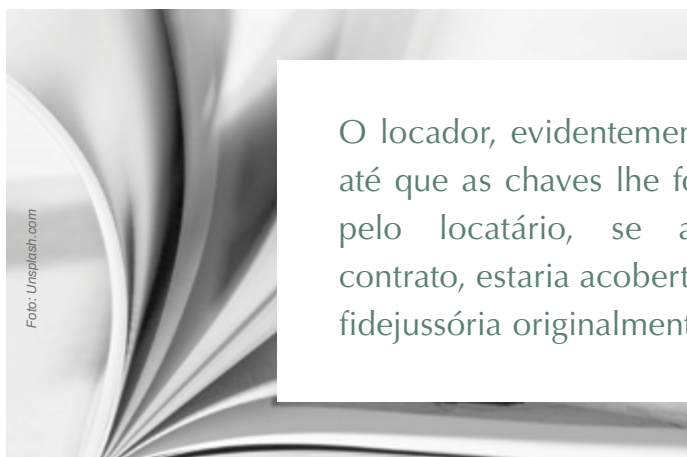 O locador, evidentemen
até que as chaves lhe fo
pelo locatário, se a
contrato, estaria acobert
fidejussória originalment
Foto: Unsplash.com